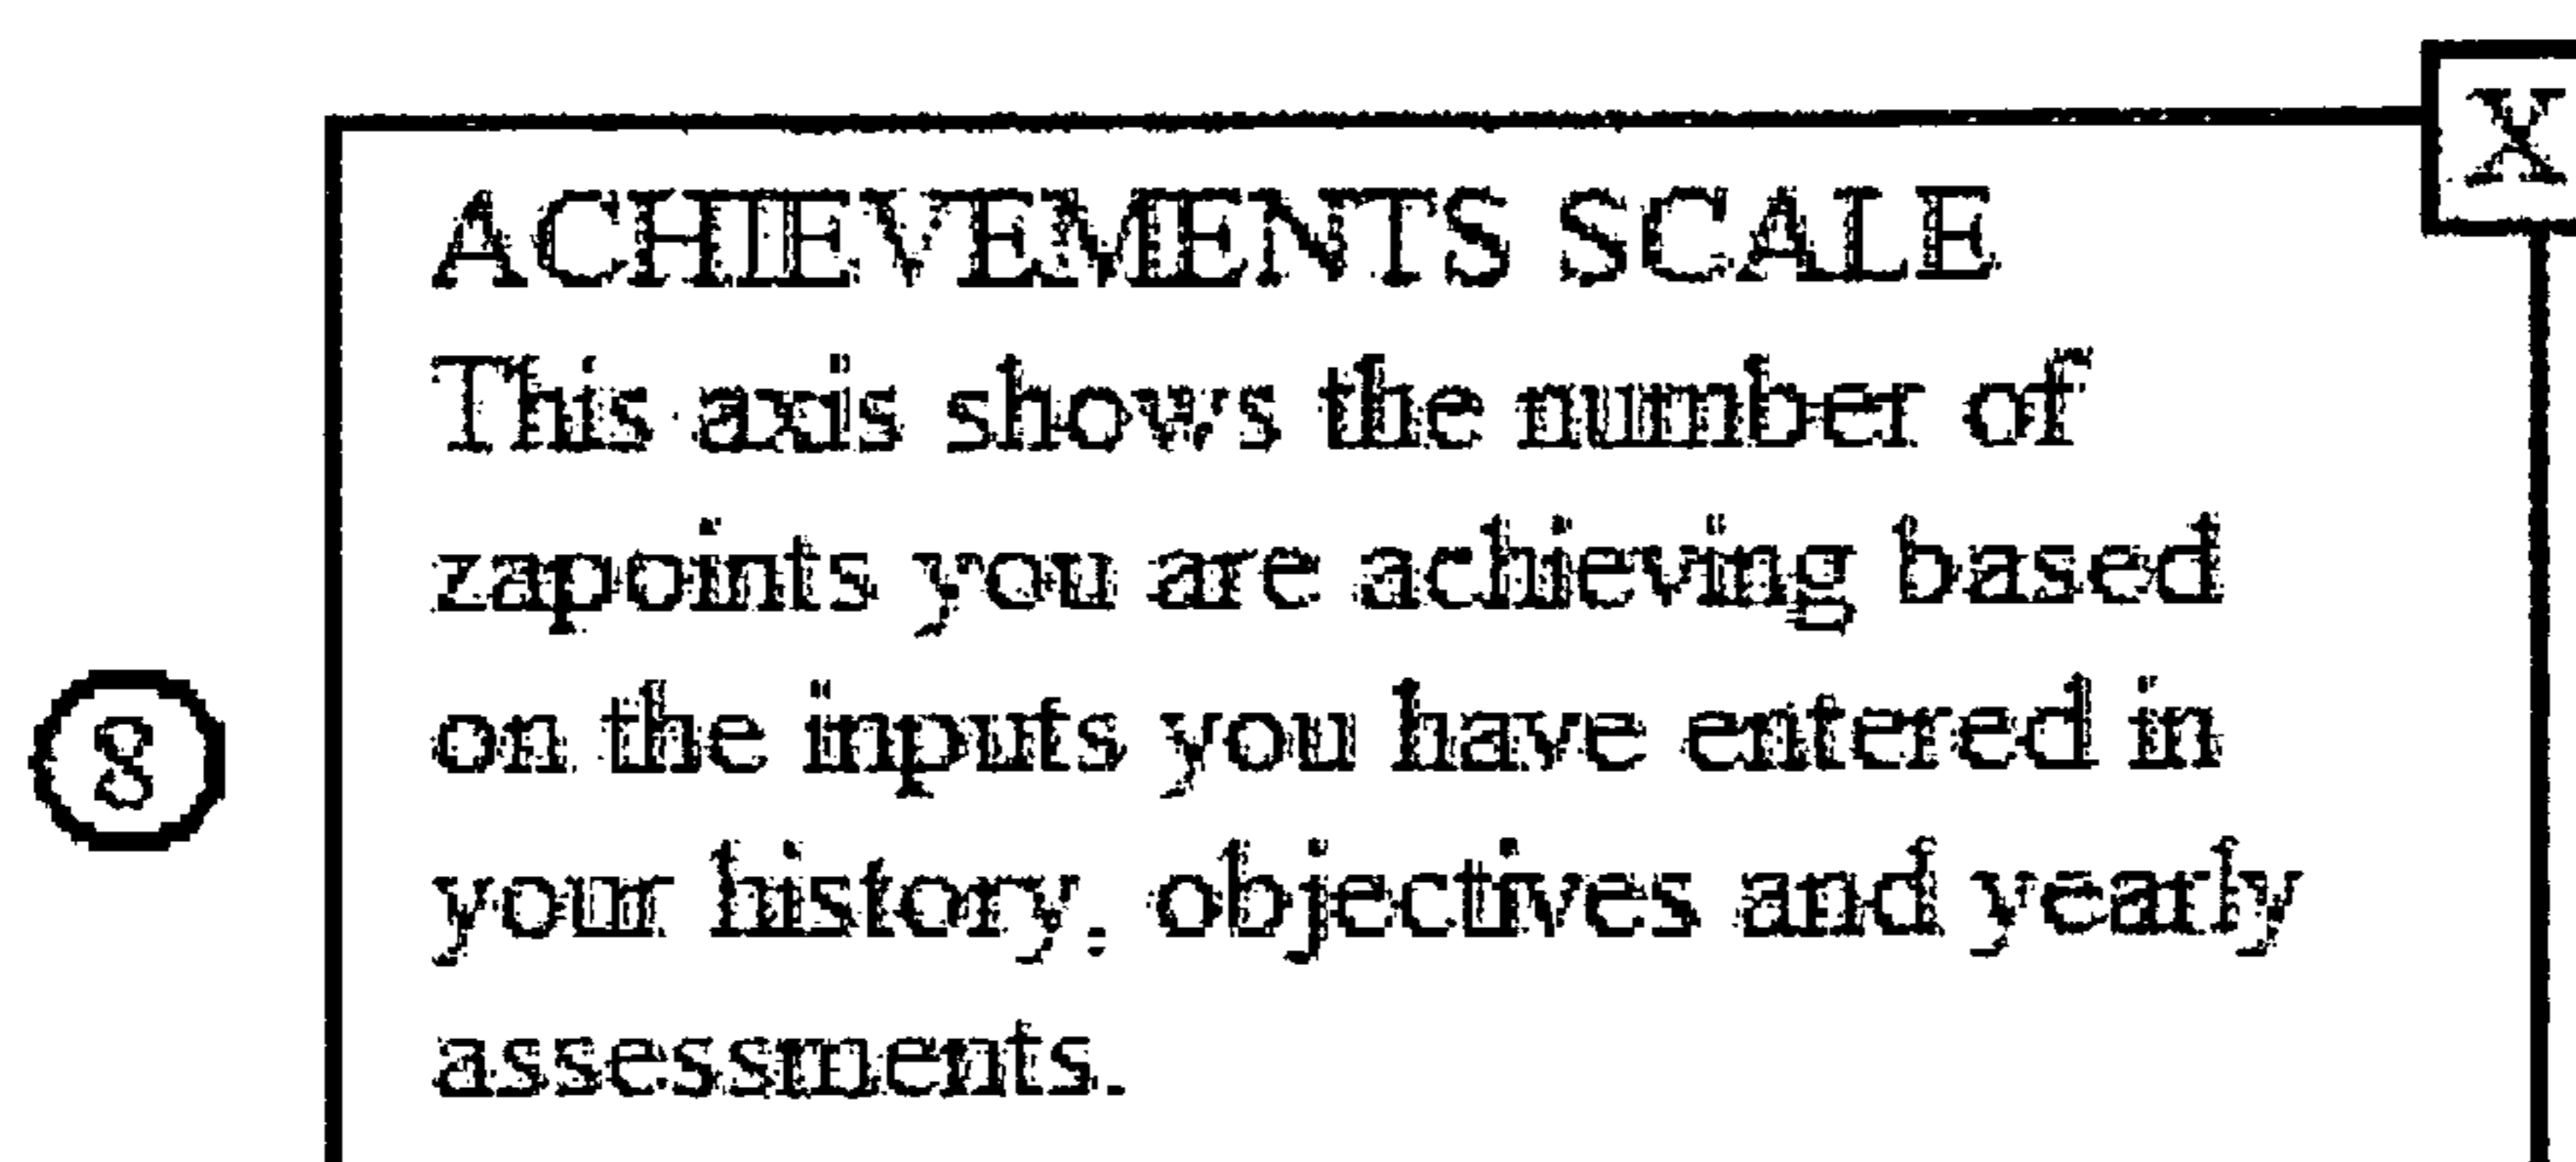 X
ACHIEVEMENTS SCALE
This axis shows the number of
zapoints you are achieving based
on the inputs you have entered in
8
your history, objectives and yearly
assessments.